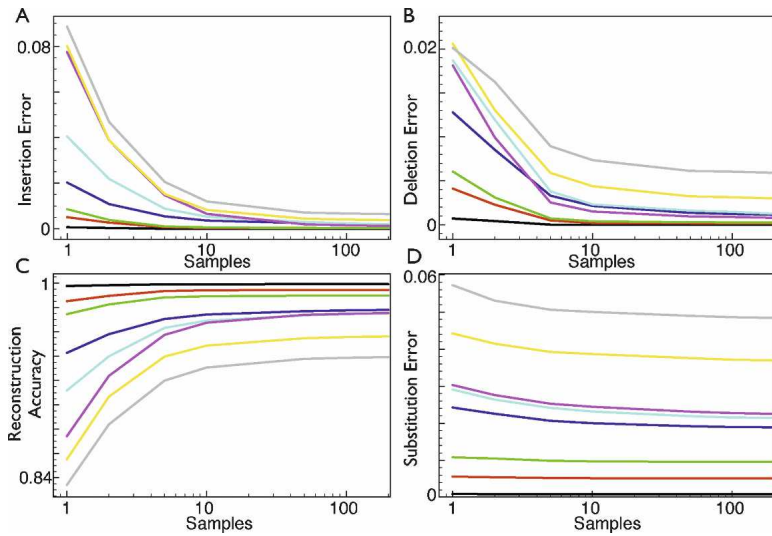 A
B
0.08
0.02
Insertion Error
Deletion Error
0
0
1
10
100
1
10
100
Samples
Samples
C
D
1
0.06
Reconstruction
Accuracy
Substitution Error
0.84
0
1
10
100
1
10
100
Samples
Samples